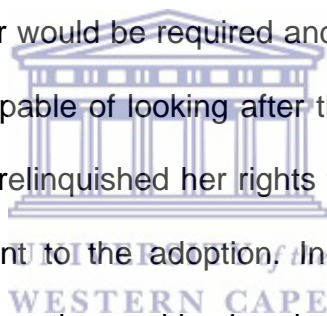 would be required and
pable of looking after
relinquished her rights
nt to the adoption. In
UNIVERSITY of the
WESTERN CAPE